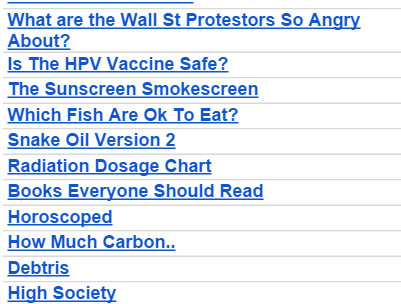 What are the Wall St Protestors So Angry
About?
Is The HPV Vaccine Safe?
The Sunscreen Smokescreen
Which Fish Are Ok To Eat?
Snake Oil Version 2
Radiation Dosage Chart
Books Everyone Should Read
Horoscoped
How Much Carbon..
Debtris
High Society